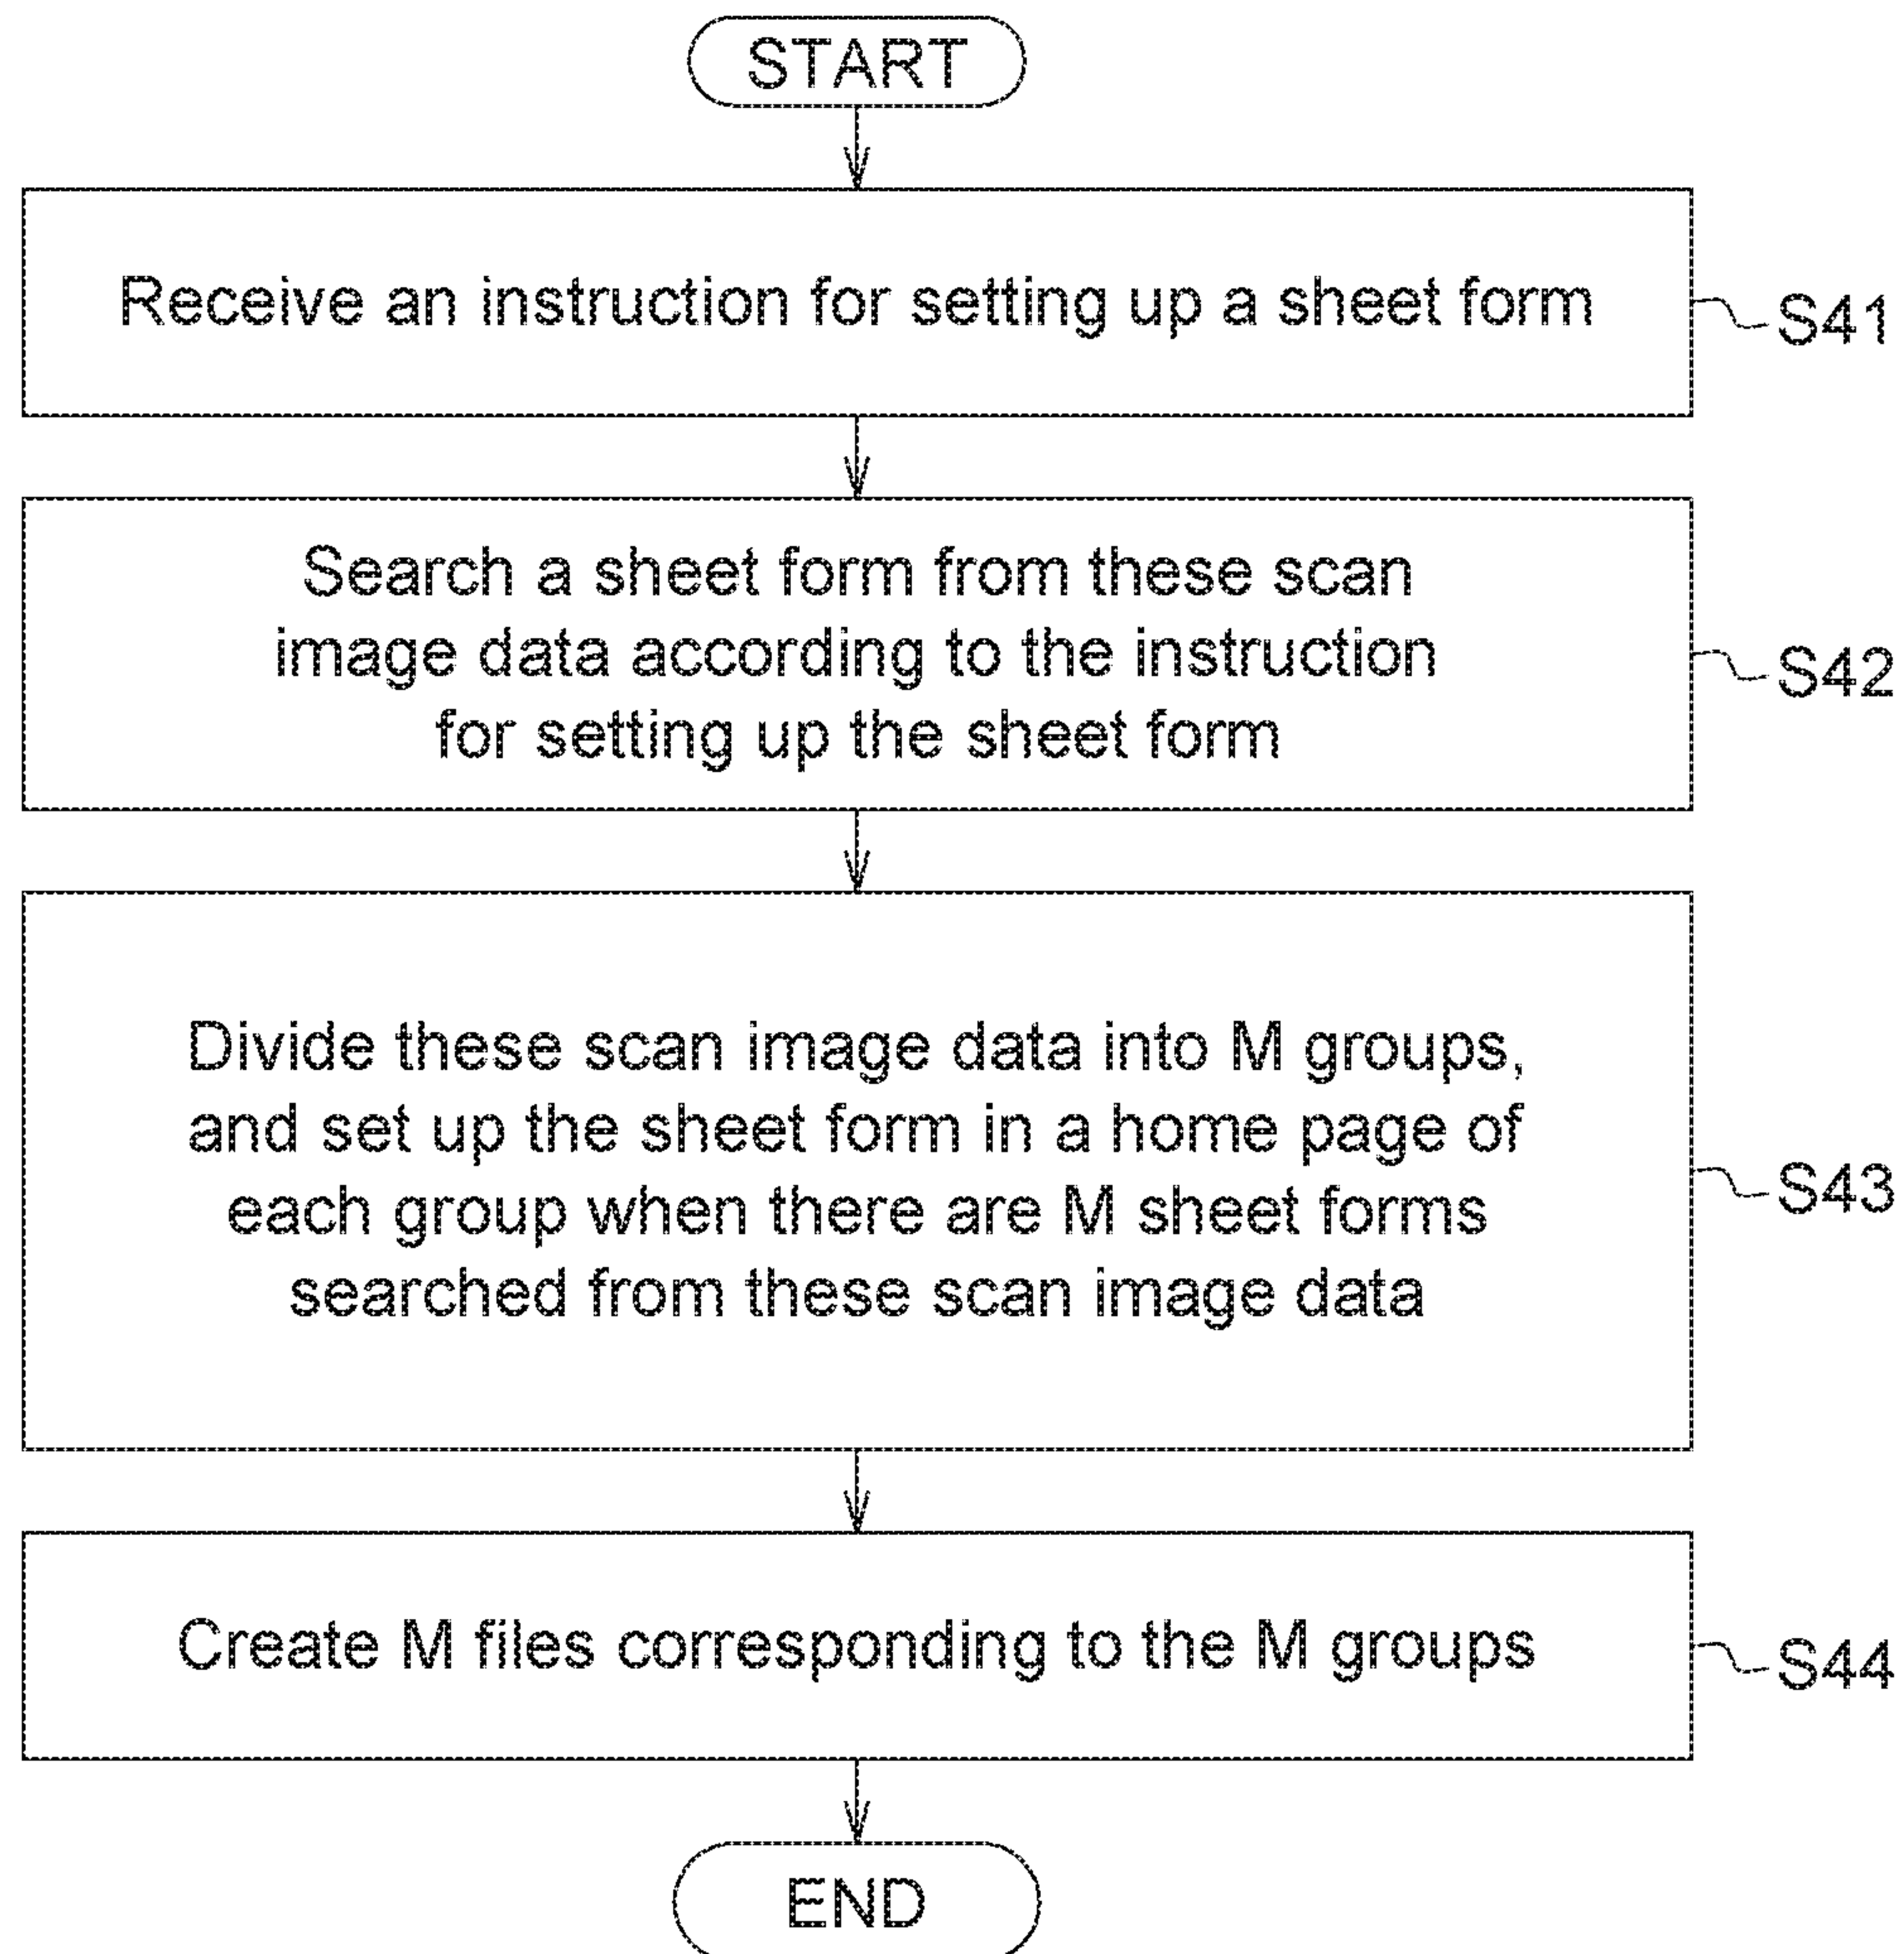 START
Receive an instruction for setting up a sheet form
S41
Search a sheet form from these scan
image data according to the instruction
for setting up the sheet form
S42
Divide these scan image data into M groups,
and set up the sheet form in a home page of
each group when there are M sheet forms
searched from these scan image data
S43
Create M files corresponding to the M groups
S44
END